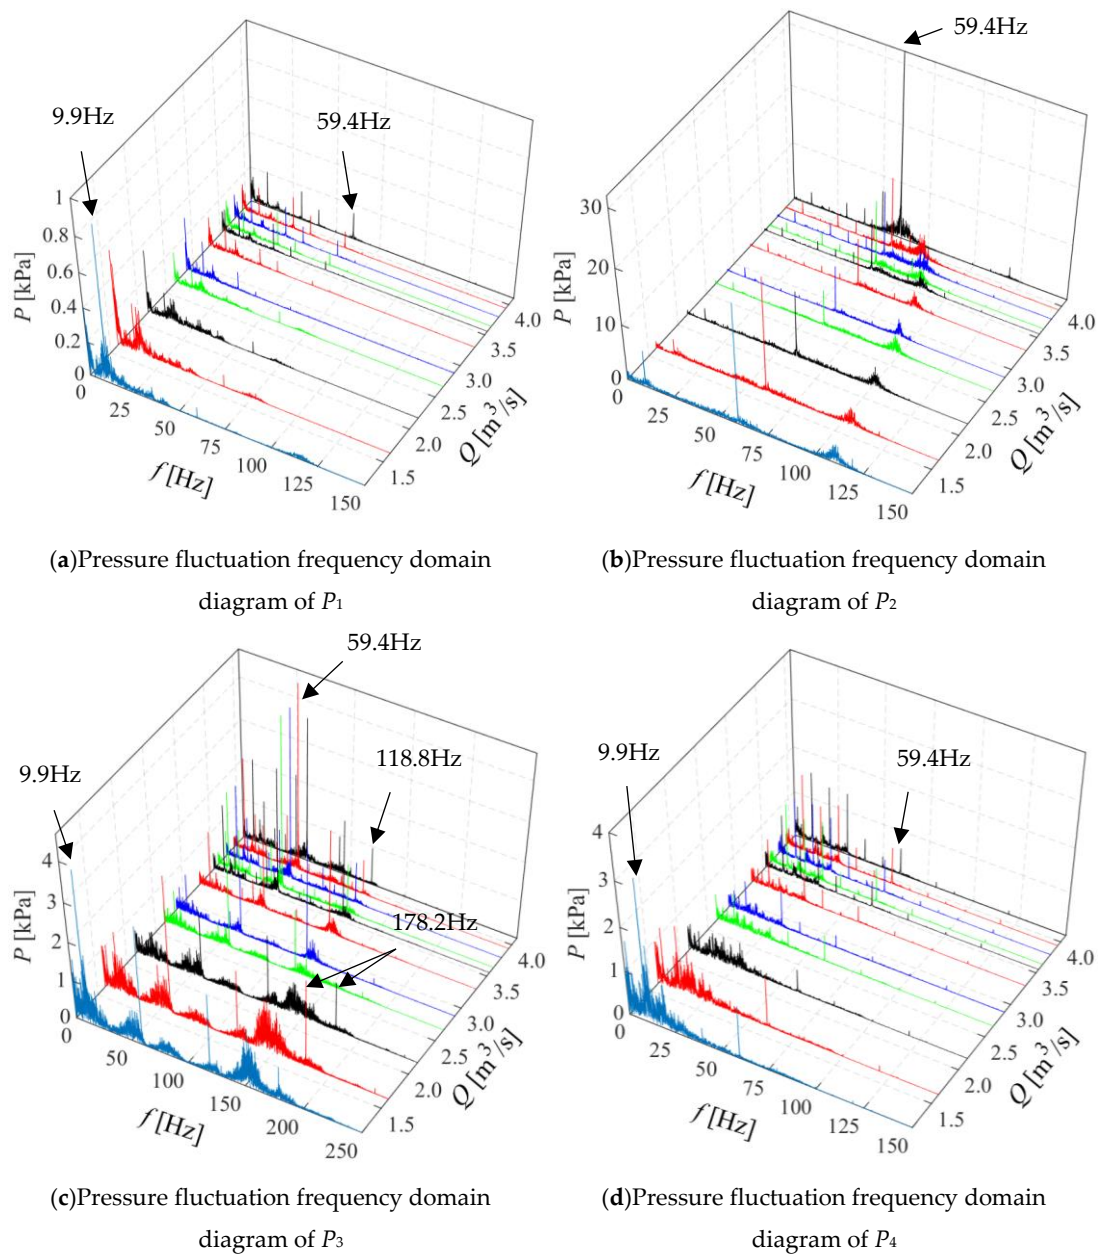 9.9Hz
59.4Hz
1
0.8
0.6
0.4
0.2
0
P [kPa]
0
25
50
75
100
125
150
f [Hz]
1.5
2.0
2.5
3.0
3.5
4.0
Q [m³/s]
(a)Pressure fluctuation frequency domain
diagram of P₁
59.4Hz
30
20
10
0
P [kPa]
0
25
50
75
100
125
150
f [Hz]
1.5
2.0
2.5
3.0
3.5
4.0
Q [m³/s]
(b)Pressure fluctuation frequency domain
diagram of P₂
59.4Hz
118.8Hz
9.9Hz
178.2Hz
4
3
2
1
0
P [kPa]
0
50
100
150
200
250
f [Hz]
1.5
2.0
2.5
3.0
3.5
4.0
Q [m³/s]
(c)Pressure fluctuation frequency domain
diagram of P₃
9.9Hz
59.4Hz
4
3
2
1
0
P [kPa]
0
25
50
75
100
125
150
f [Hz]
1.5
2.0
2.5
3.0
3.5
4.0
Q [m³/s]
(d)Pressure fluctuation frequency domain
diagram of P₄